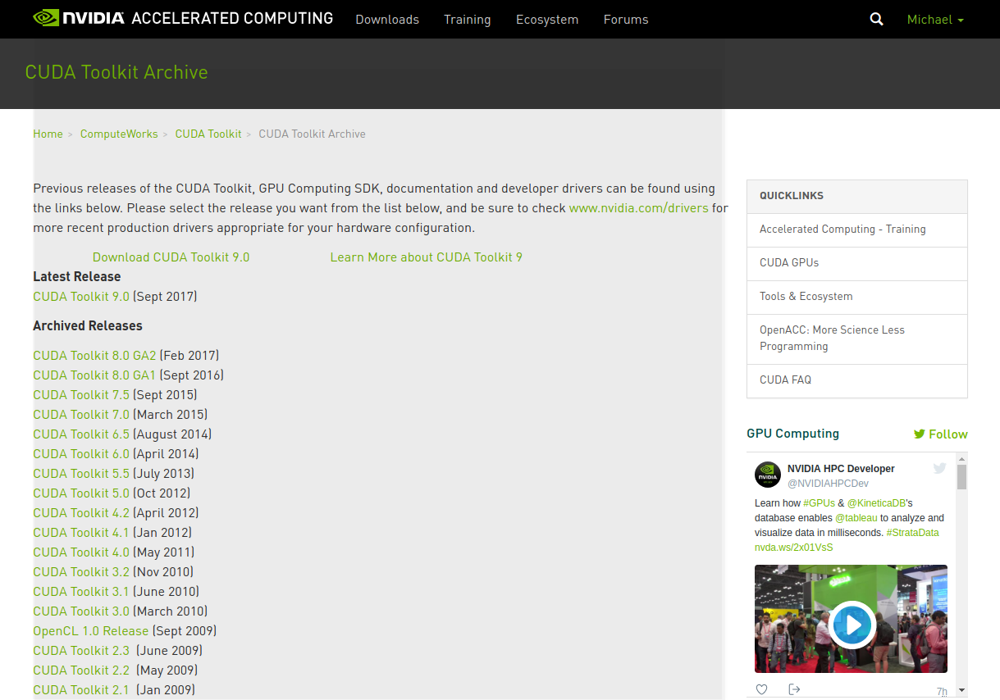 NVIDIA ACCELERATED COMPUTING Downloads Training Ecosystem Forums Michael
CUDA Toolkit Archive
Home > ComputeWorks > CUDA Toolkit > CUDA Toolkit Archive
Previous releases of the CUDA Toolkit, GPU Computing SDK, documentation and developer drivers can be found using
the links below. Please select the release you want from the list below, and be sure to check www.nvidia.com/drivers for
more recent production drivers appropriate for your hardware configuration.
Download CUDA Toolkit 9.0 Learn More about CUDA Toolkit 9
Latest Release
CUDA Toolkit 9.0 (Sept 2017)
Archived Releases
CUDA Toolkit 8.0 GA2 (Feb 2017)
CUDA Toolkit 8.0 GA1 (Sept 2016)
CUDA Toolkit 7.5 (Sept 2015)
CUDA Toolkit 7.0 (March 2015)
CUDA Toolkit 6.5 (August 2014)
CUDA Toolkit 6.0 (April 2014)
CUDA Toolkit 5.5 (July 2013)
CUDA Toolkit 5.0 (Oct 2012)
CUDA Toolkit 4.2 (April 2012)
CUDA Toolkit 4.1 (Jan 2012)
CUDA Toolkit 4.0 (May 2011)
CUDA Toolkit 3.2 (Nov 2010)
CUDA Toolkit 3.1 (June 2010)
CUDA Toolkit 3.0 (March 2010)
OpenCL 1.0 Release (Sept 2009)
CUDA Toolkit 2.3 (June 2009)
CUDA Toolkit 2.2 (May 2009)
CUDA Toolkit 2.1 (Jan 2009)
QUICKLINKS
Accelerated Computing - Training
CUDA GPUs
Tools & Ecosystem
OpenACC: More Science Less
Programming
CUDA FAQ
GPU Computing Follow
NVIDIA HPC Developer
@NVIDIAHPCDev
Learn how #GPUs & @KineticaDB's
database enables @tableau to analyze and
visualize data in milliseconds. #StrataData
nvda.ws/2x01VsS
7h